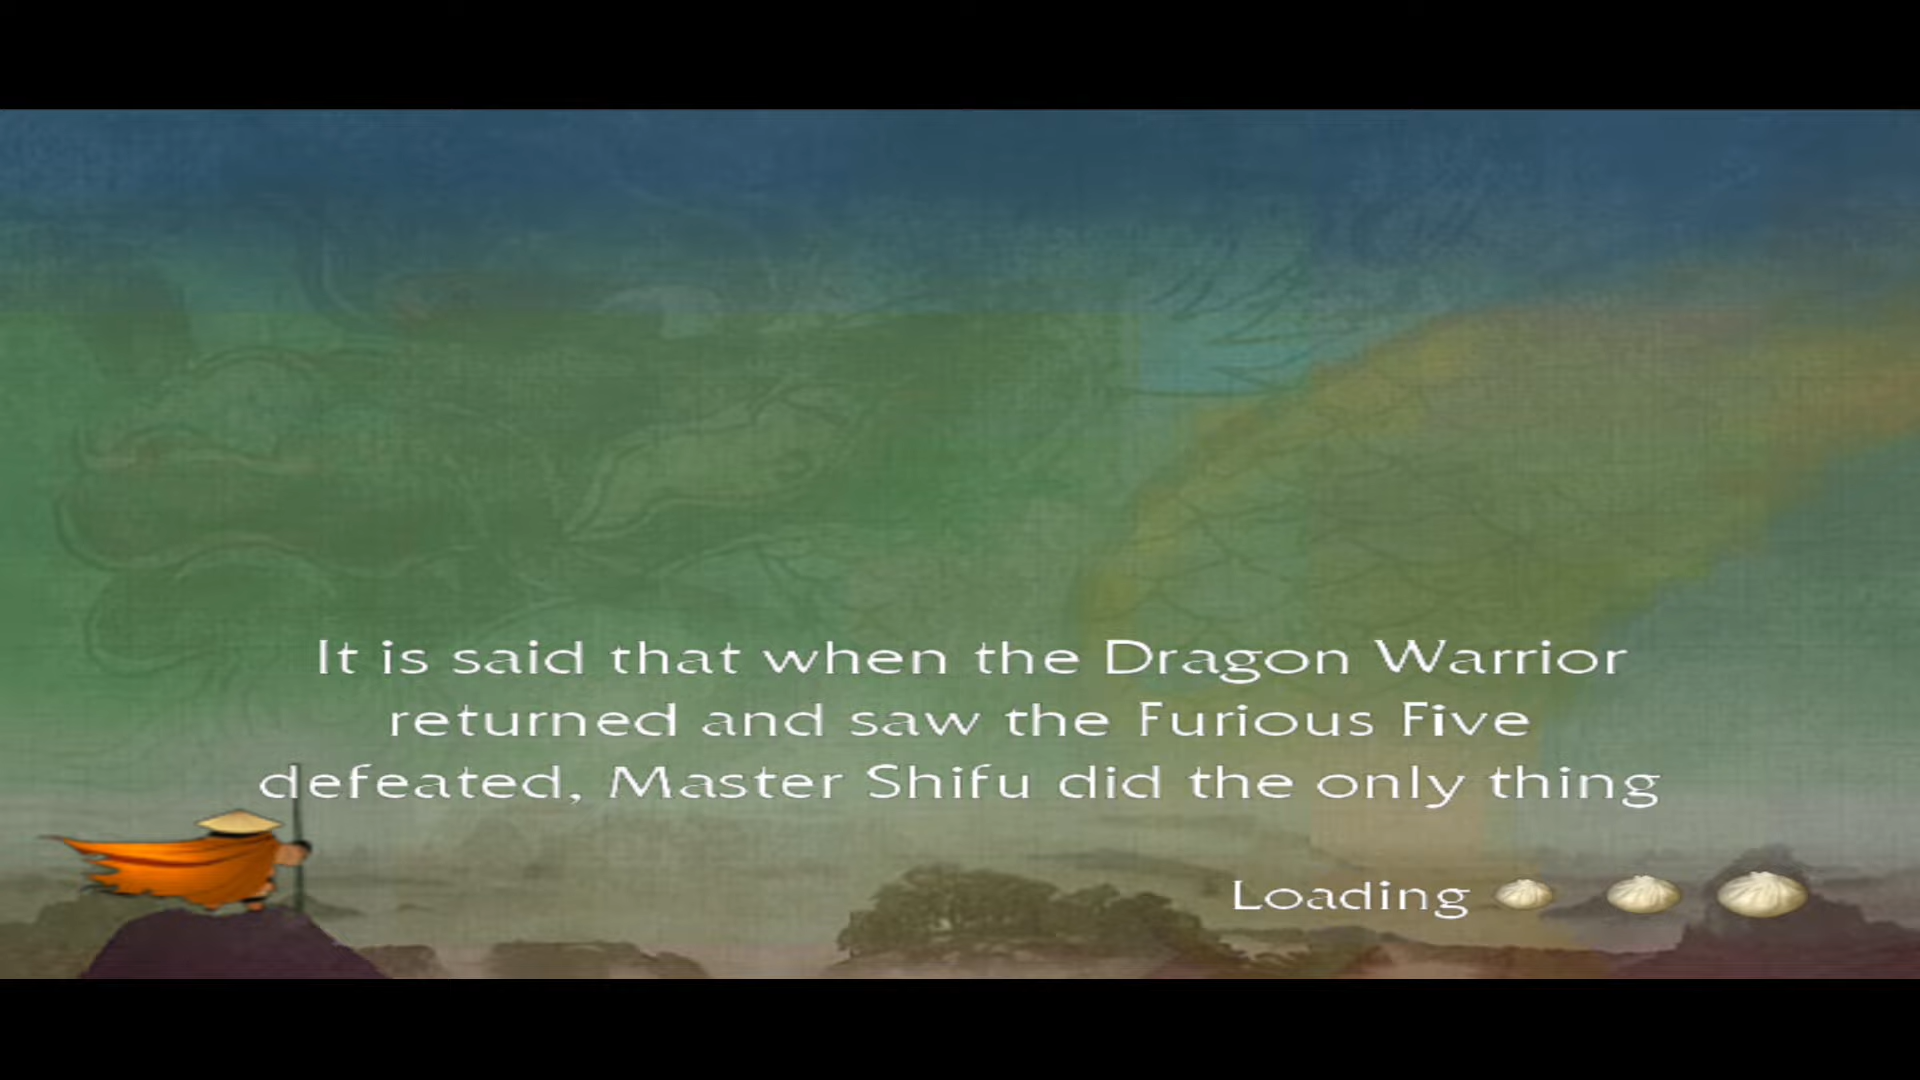 It is said that when the Dragon Warrior
returned and saw the Furious Five
defeated, Master Shifu did the only thing
Loading